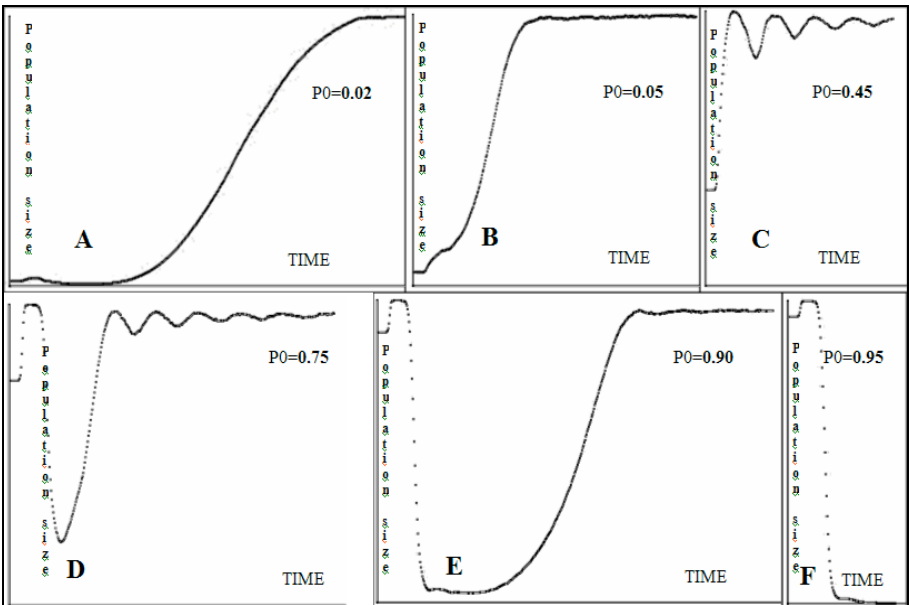 Population size
P0=0.02
A
TIME
Population size
P0=0.05
B
TIME
Population size
P0=0.45
C
TIME
Population size
P0=0.75
D
TIME
Population size
P0=0.90
E
TIME
Population size
P0=0.95
F
TIME